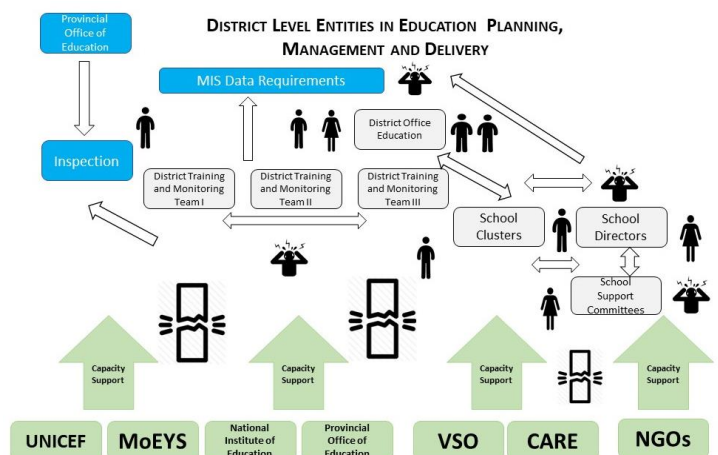 Provincial
Office of
Education
DISTRICT LEVEL ENTITIES IN EDUCATION PLANNING,
MANAGEMENT AND DELIVERY
MIS Data Requirements
District Office
Education
Inspection
District Training
and Monitoring
Team I
District Training
and Monitoring
Team II
District Training
and Monitoring
Team III
School
Clusters
School
Directors
School
Support
Committees
Capacity
Support
Capacity
Support
Capacity
Support
Capacity
Support
UNICEF
MoEYS
National
Institute of
Education
Provincial
Office of
Education
VSO
CARE
NGOs